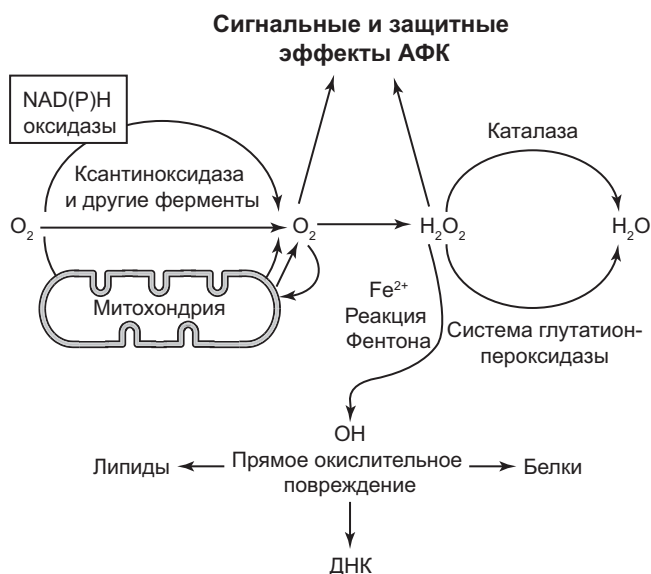 Сигнальные и защитные
эффекты АФК
NAD(P)H
оксидазы
Ксантиноксидаза
и другие ферменты
Каталаза
O₂
O₂
H₂O₂
H₂O
Митохондрия
Fe²⁺
Реакция
Фентона
Система глутатион-
пероксидазы
OH
Липиды
Прямое окислительное
повреждение
Белки
ДНК